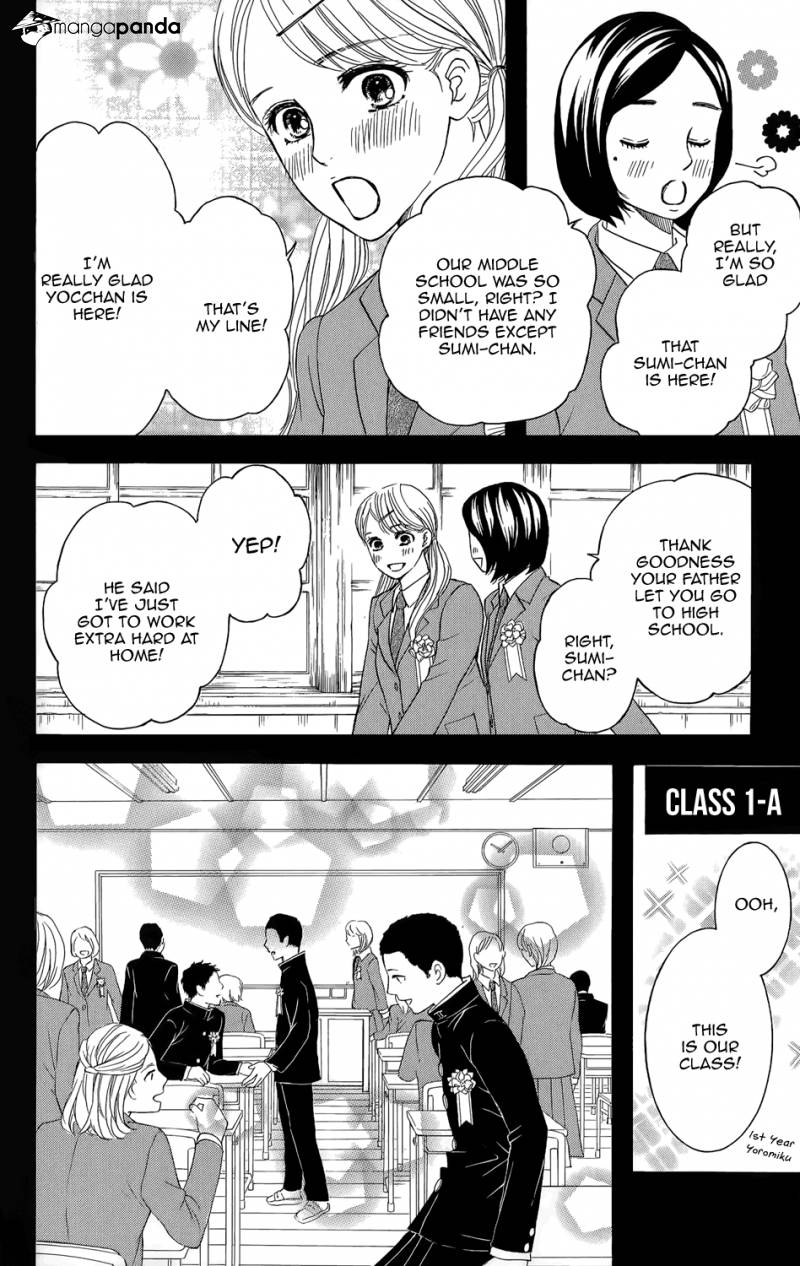 mangapanda
BUT
REALLY,
I'M SO
GLAD
THAT
SUMI-CHAN
IS HERE!
OUR MIDDLE
SCHOOL WAS SO
SMALL, RIGHT? I
DIDN'T HAVE ANY
FRIENDS EXCEPT
SUMI-CHAN.
THAT'S
MY LINE!
I'M
REALLY GLAD
YOCCHAN IS
HERE!
THANK
GOODNESS
YOUR FATHER
LET YOU GO
TO HIGH
SCHOOL.
RIGHT,
SUMI-
CHAN?
YEP!
HE SAID
I'VE JUST
GOT TO WORK
EXTRA HARD AT
HOME!
CLASS 1-A
OOH,
THIS
IS OUR
CLASS!
1st Year
Yoromiku